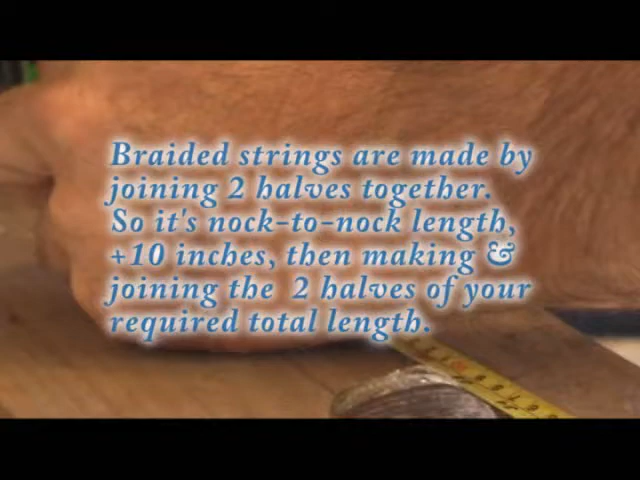 Braided strings are made by
joining 2 halves together.
So it's nock-to-nock length,
+10 inches, then making &
joining the 2 halves of your
required total length.